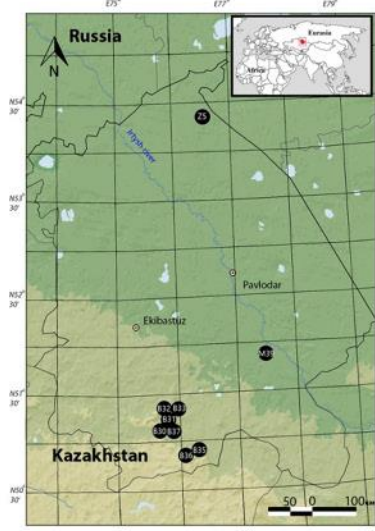 E75° E77° E79°
Russia
Eurasia
Africa
N
N54°
30'
Z5
Irtysh river
N53°
30'
N52°
30'
Pavlodar
Ekibastuz
M39
N51°
30'
B32 B33
B31
B30 B37
B36 B35
Kazakhstan
N50°
30'
50 0 100 km